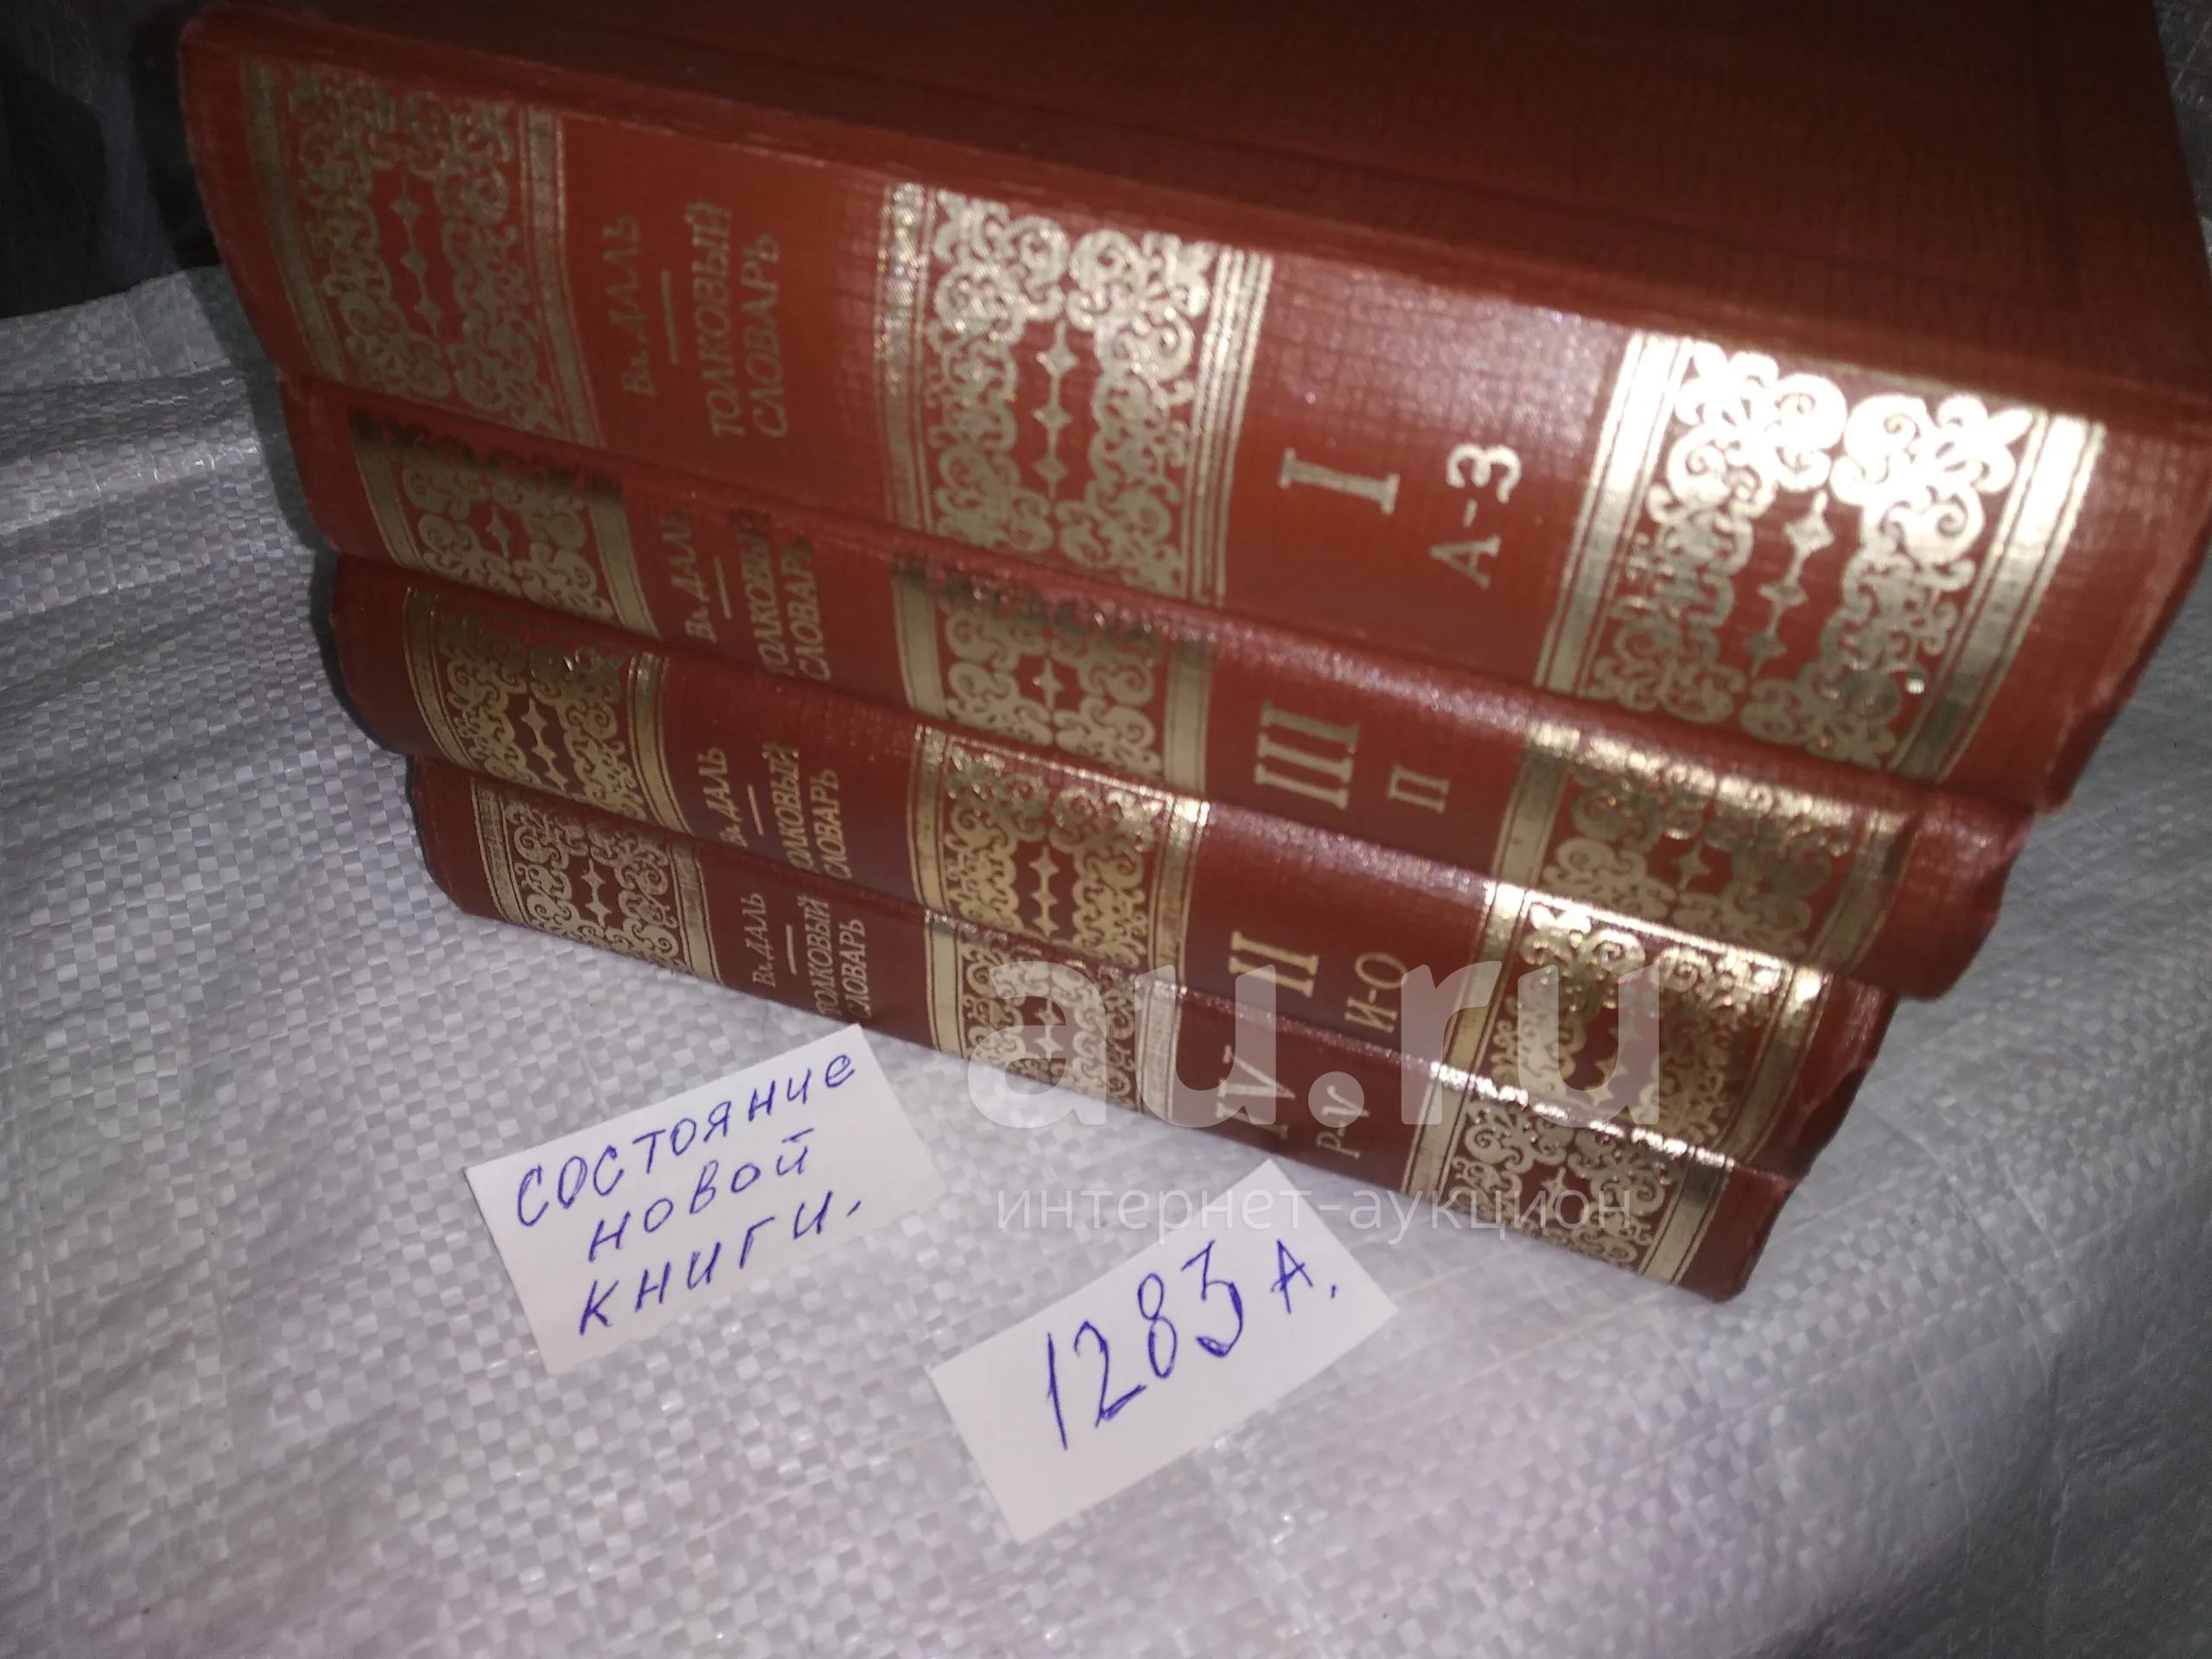 Вл. ДАЛЬ
ТОЛКОВЫЙ
СЛОВАРЬ
I
А-З
Вл. ДАЛЬ
ТОЛКОВЫЙ
СЛОВАРЬ
III
П
Вл. ДАЛЬ
ТОЛКОВЫЙ
СЛОВАРЬ
II
И-О
Вл. ДАЛЬ
ТОЛКОВЫЙ
СЛОВАРЬ
IV
Р-V
au.ru
интернет-аукцион
состояние
новой
книги.
1283 А.